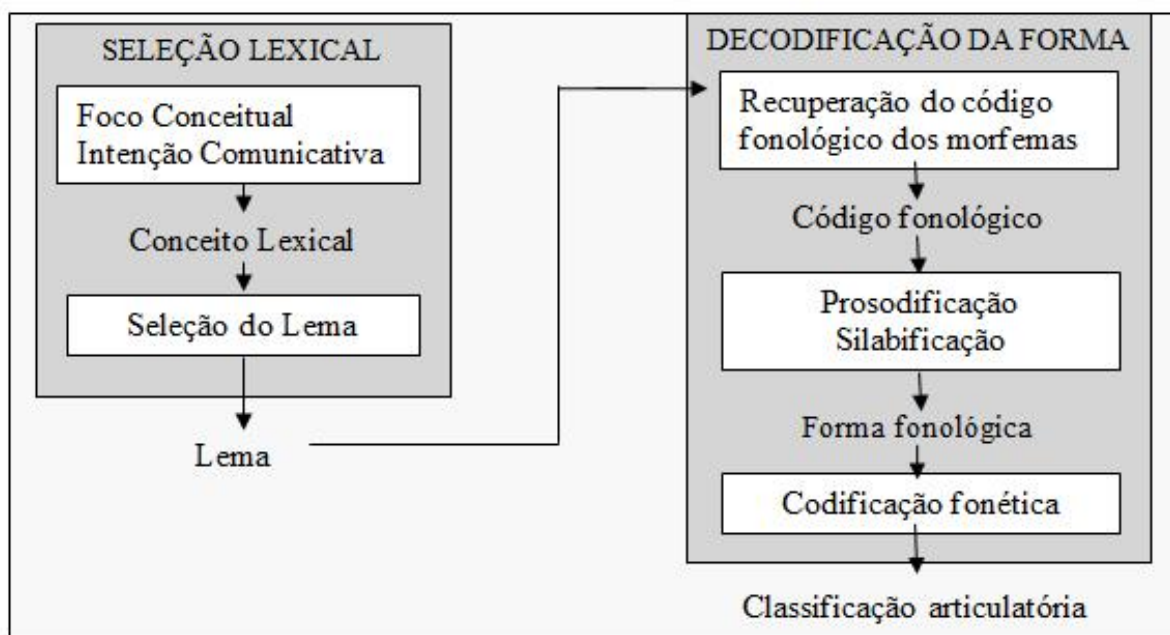 SELEÇÃO LEXICAL
Foco Conceitual
Intenção Comunicativa
Conceito Lexical
Seleção do Lema
Lema
DECODIFICAÇÃO DA FORMA
Recuperação do código
fonológico dos morfemas
Código fonológico
Prosodificação
Silabificação
Forma fonológica
Codificação fonética
Classificação articulatória